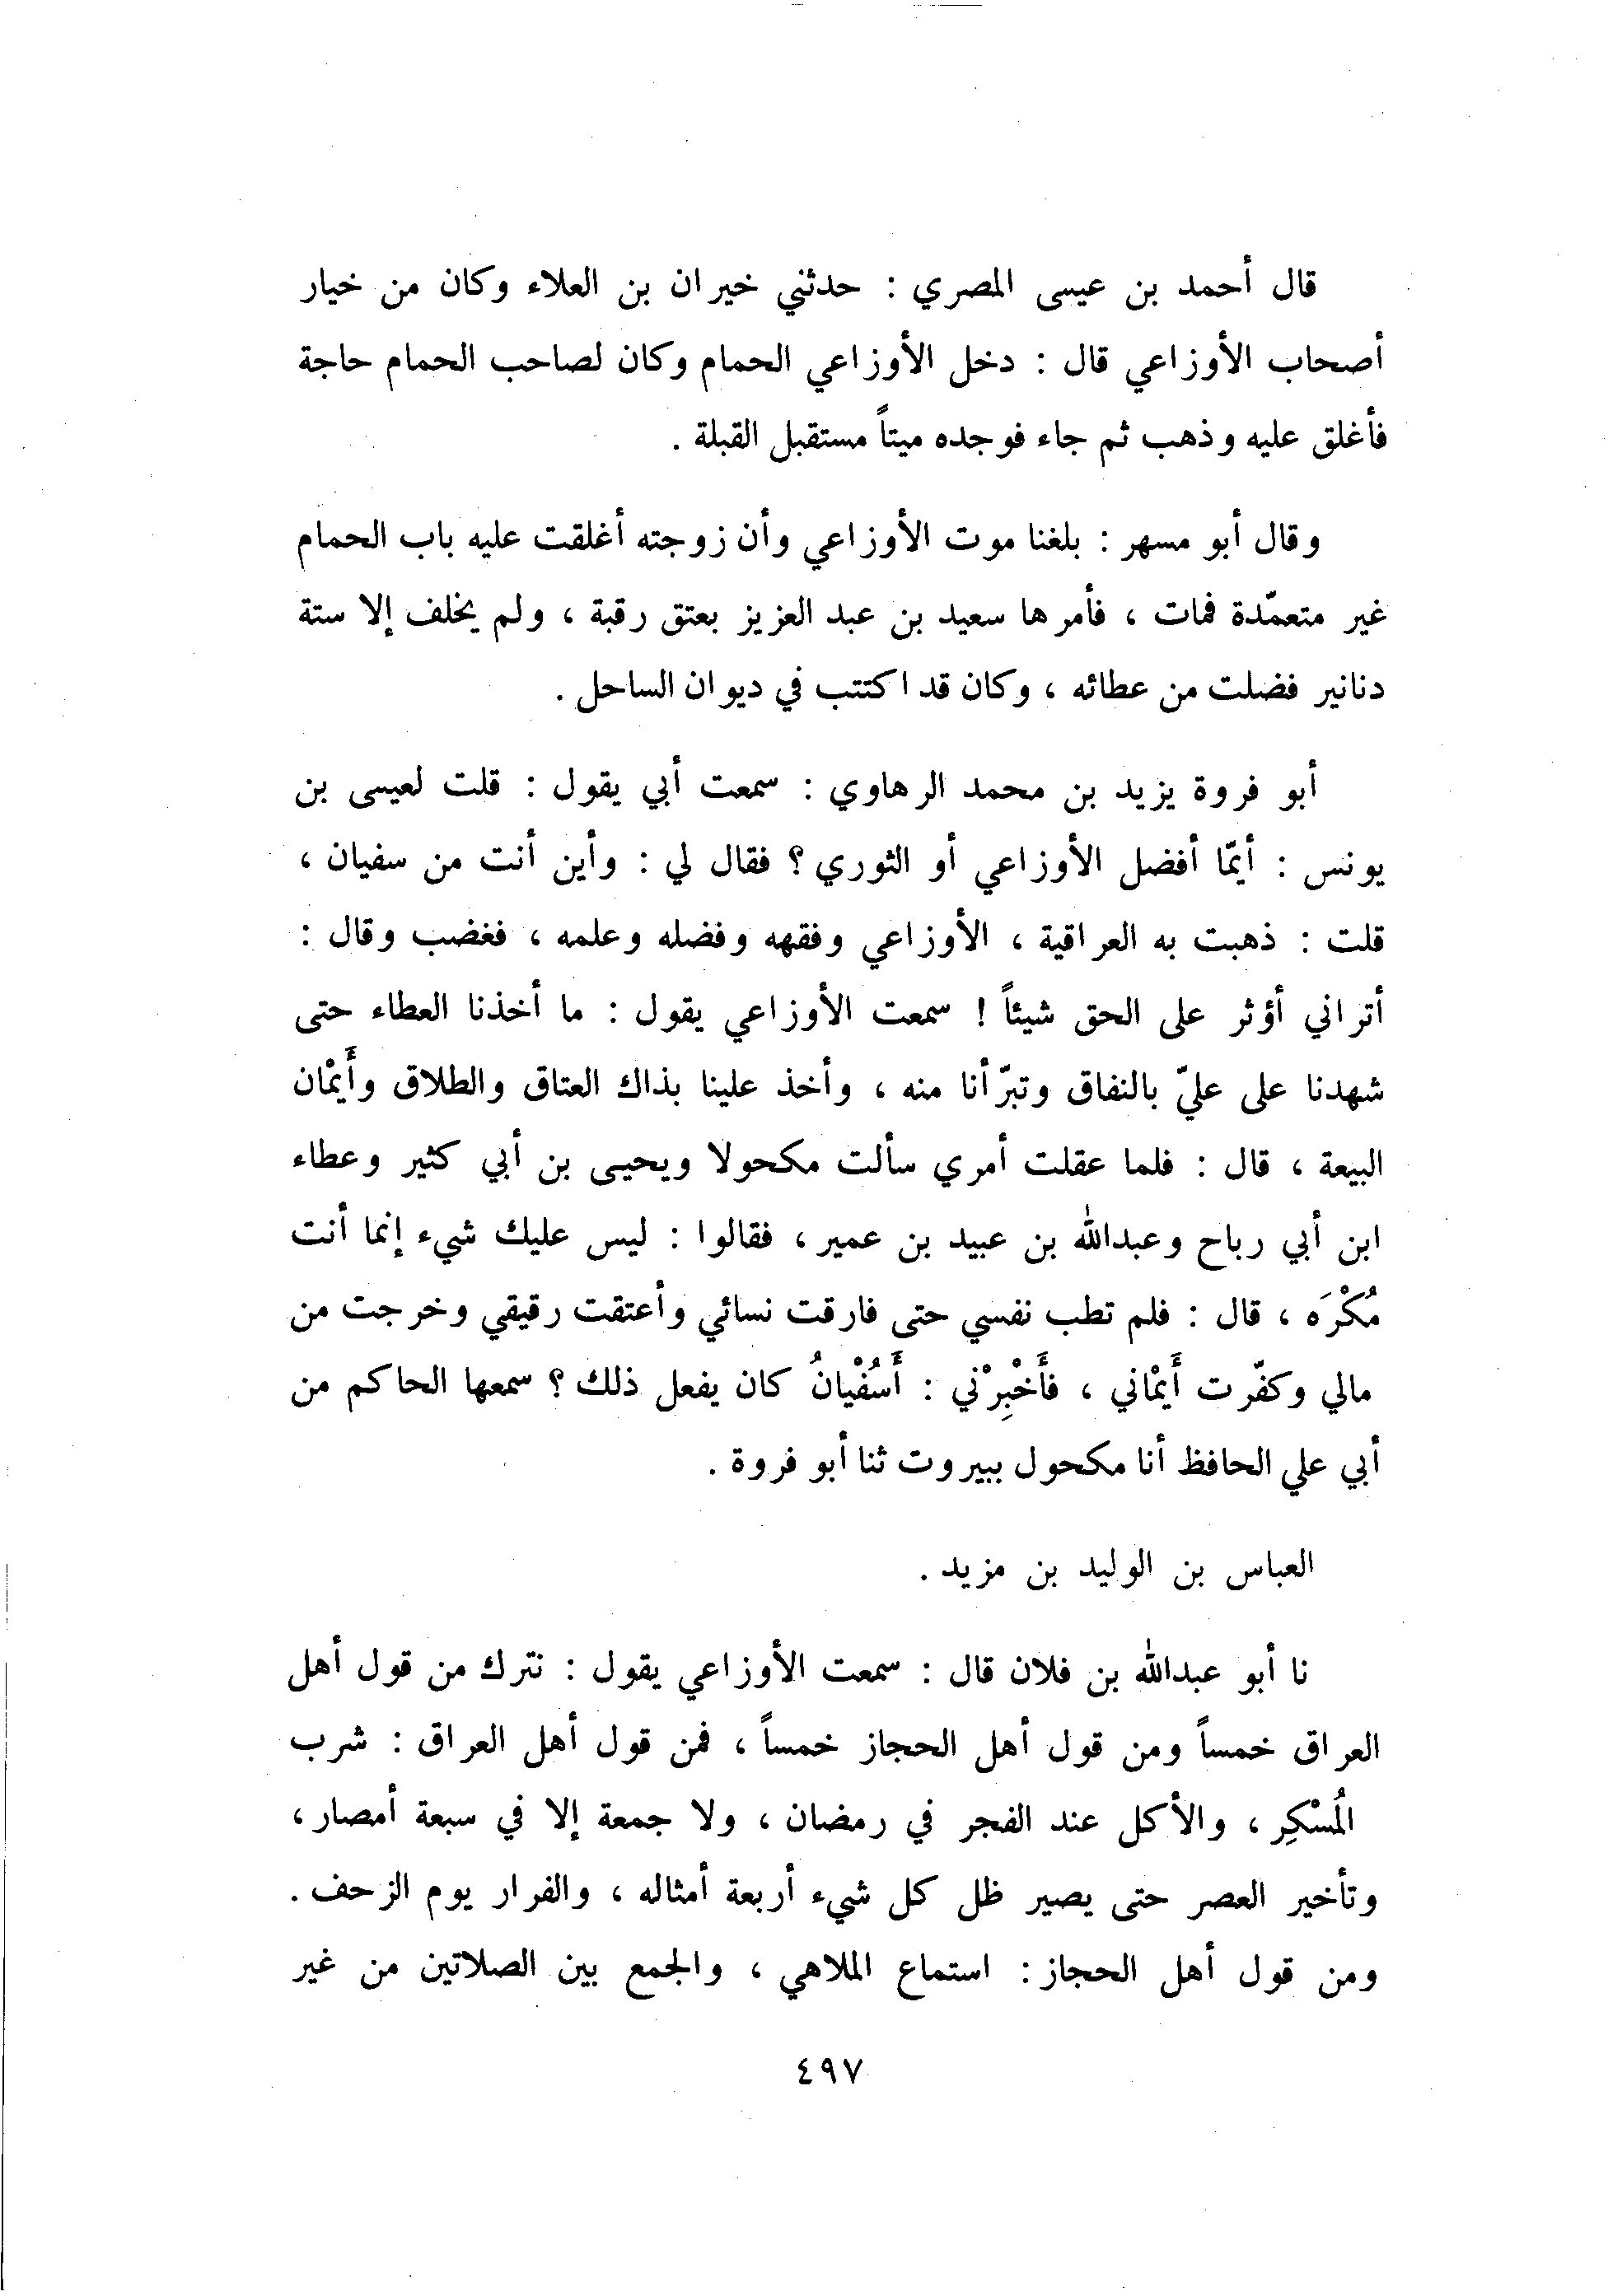 قال أحمد بن عيسى المصري : حدثني خيران بن العلاء وكان من خيار
أصحاب الأوزاعي قال : دخل الأوزاعي الحمام وكان لصاحب الحمام حاجة
فأغلق عليه وذهب ثم جاء فوجده ميتاً مستقبل القبلة .
وقال أبو مسهر : بلغنا موت الأوزاعي وأن زوجته أغلقت عليه باب الحمام
غير متعمّدة فمات ، فأمرها سعيد بن عبد العزيز بعتق رقبة ، ولم يخلف إلا ستة
دنانير فضلت من عطائه ، وكان قد اكتتب في ديوان الساحل .
أبو فروة يزيد بن محمد الرهاوي : سمعت أبي يقول : قلت لعيسى بن
يونس : أيّما أفضل الأوزاعي أو الثوري ؟ فقال لي : وأين أنت من سفيان ،
قلت : ذهبت به العراقية ، الأوزاعي وفقهه وفضله وعلمه ، فغضب وقال :
أتراني أؤثر على الحق شيئاً ! سمعت الأوزاعي يقول : ما أخذنا العطاء حتى
شهدنا على عليّ بالنفاق وتبرّأنا منه ، وأخذ علينا بذاك العتاق والطلاق وأَيْمَان
البيعة ، قال : فلما عقلت أمري سألت مكحولا ويحيى بن أبي كثير وعطاء
ابن أبي رباح وعبدالله بن عبيد بن عمير ، فقالوا : ليس عليك شيء إنما أنت
مُكْرَه ، قال : فلم تطب نفسي حتى فارقت نسائي وأعتقت رقيقي وخرجت من
مالي وكفّرت أَيْمَاني ، فأَخْبِرْني : أَسُفْيانُ كان يفعل ذلك ؟ سمعها الحاكم من
أبي علي الحافظ أنا مكحول ببيروت ثنا أبو فروة .
العباس بن الوليد بن مزيد .
نا أبو عبدالله بن فلان قال : سمعت الأوزاعي يقول : نترك من قول أهل
العراق خمساً ومن قول أهل الحجاز خمساً ، فمن قول أهل العراق : شرب
المُسْكِر ، والأكل عند الفجر في رمضان ، ولا جمعة إلا في سبعة أمصار ،
وتأخير العصر حتى يصير ظل كل شيء أربعة أمثاله ، والفرار يوم الزحف .
ومن قول أهل الحجاز : استماع الملاهي ، والجمع بين الصلاتين من غير
٤٩٧